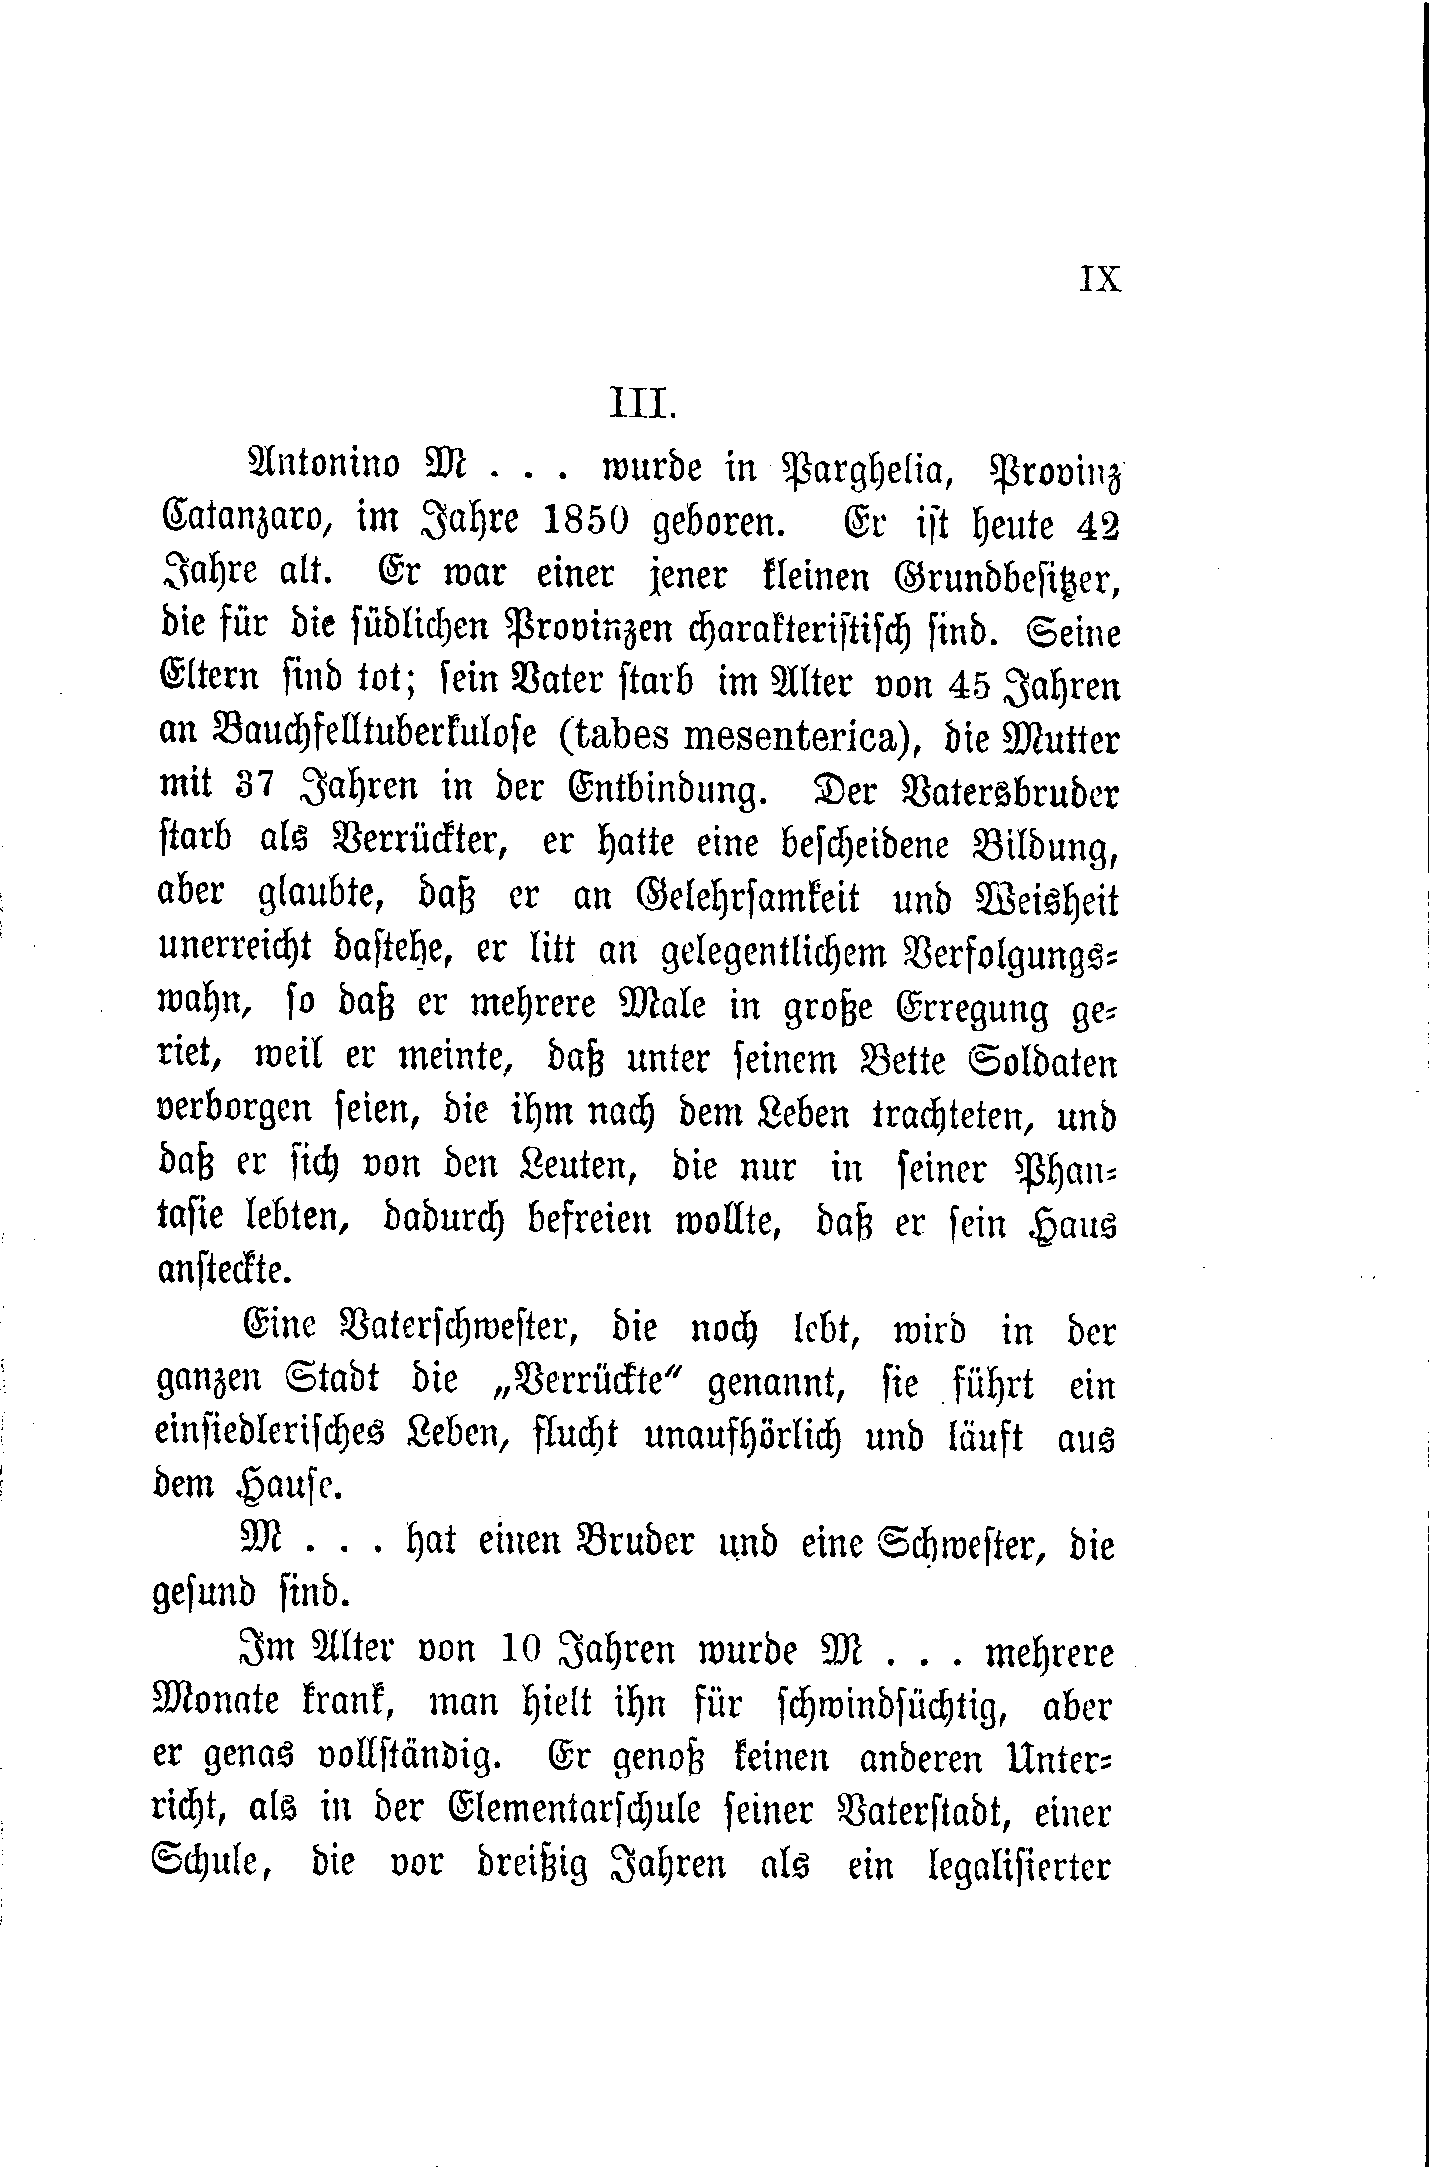 IX
III.
Antonino M . . . wurde in Parghelia, Provinz
Catanzaro, im Jahre 1850 geboren. Er ist heute 42
Jahre alt. Er war einer jener kleinen Grundbesitzer,
die für die südlichen Provinzen charakteristisch sind. Seine
Eltern sind tot; sein Vater starb im Alter von 45 Jahren
an Bauchfelltuberkulose (tabes mesenterica), die Mutter
mit 37 Jahren in der Entbindung. Der Vatersbruder
starb als Verrückter, er hatte eine bescheidene Bildung,
aber glaubte, daß er an Gelehrsamkeit und Weisheit
unerreicht dastehe, er litt an gelegentlichem Verfolgungs-
wahn, so daß er mehrere Male in große Erregung ge-
riet, weil er meinte, daß unter seinem Bette Soldaten
verborgen seien, die ihm nach dem Leben trachteten, und
daß er sich von den Leuten, die nur in seiner Phan-
tasie lebten, dadurch befreien wollte, daß er sein Haus
ansteckte.
Eine Vaterschwester, die noch lebt, wird in der
ganzen Stadt die „Verrückte“ genannt, sie führt ein
einsiedlerisches Leben, flucht unaufhörlich und läuft aus
dem Hause.
M . . . hat einen Bruder und eine Schwester, die
gesund sind.
Im Alter von 10 Jahren wurde M . . . mehrere
Monate krank, man hielt ihn für schwindsüchtig, aber
er genas vollständig. Er genoß keinen anderen Unter-
richt, als in der Elementarschule seiner Vaterstadt, einer
Schule, die vor dreißig Jahren als ein legalisierter